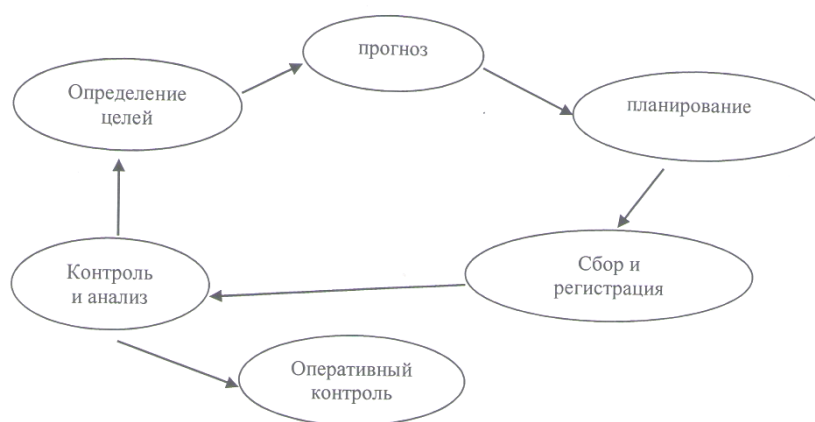 прогноз
Определение
целей
планирование
Сбор и
регистрация
Контроль
и анализ
Оперативный
контроль